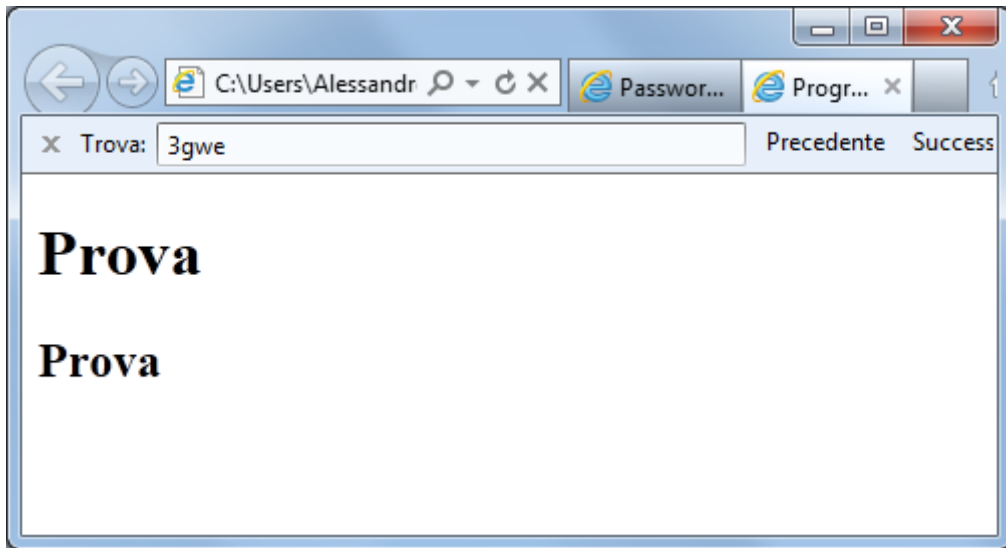 C:\Users\Alessandr
Passwor...
Progr...
Trova: 3gwe Precedente Success
Prova
Prova